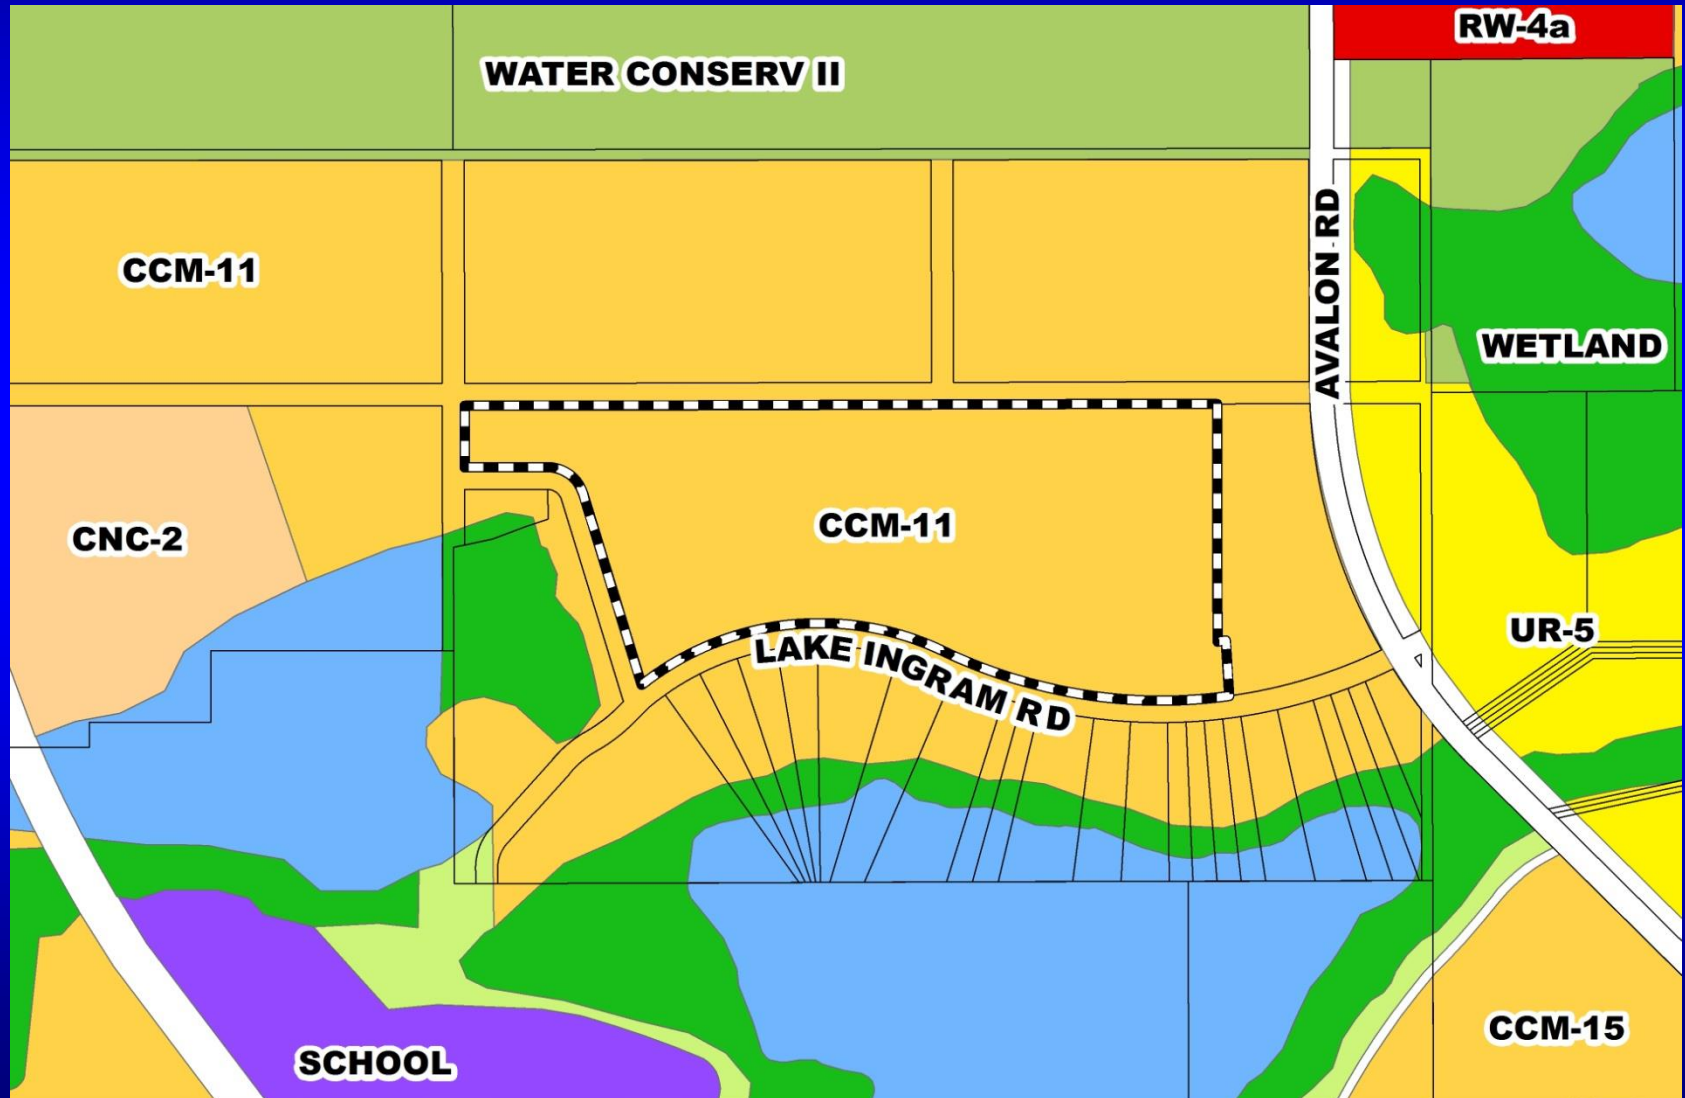 RW-4a
WATER CONSERV II
CCM-11
AVALON RD
WETLAND
CNC-2
CCM-11
UR-5
LAKE INGRAM RD
CCM-15
SCHOOL